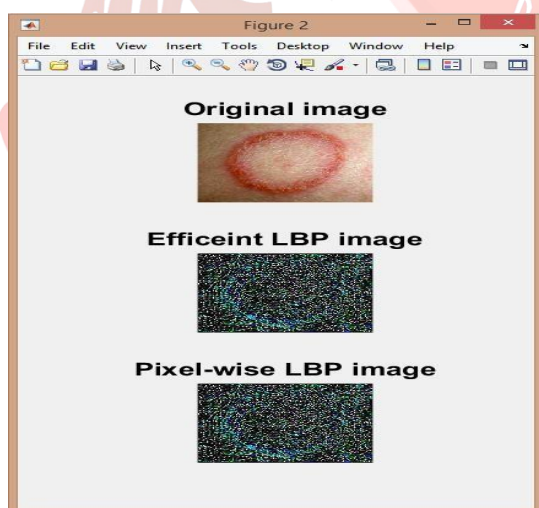 Figure 2
File Edit View Insert Tools Desktop Window Help
Original image
Efficeint LBP image
Pixel-wise LBP image